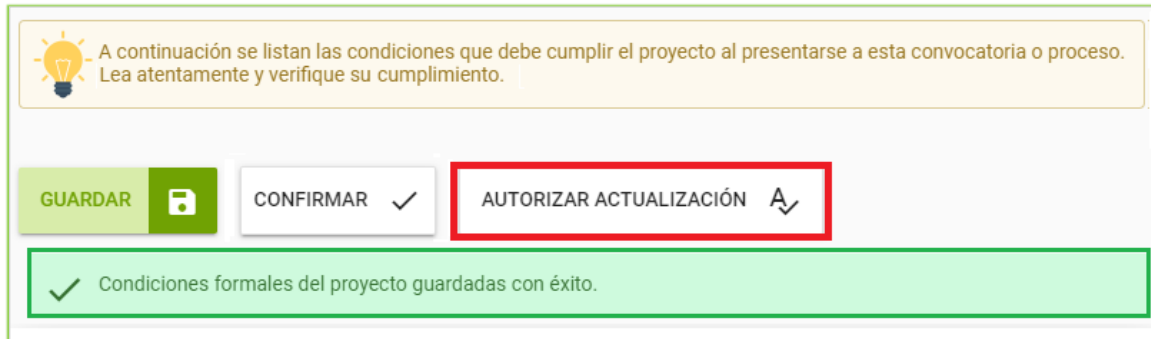 A continuación se listan las condiciones que debe cumplir el proyecto al presentarse a esta convocatoria o proceso.
Lea atentamente y verifique su cumplimiento.
GUARDAR CONFIRMAR AUTORIZAR ACTUALIZACIÓN
Condiciones formales del proyecto guardadas con éxito.